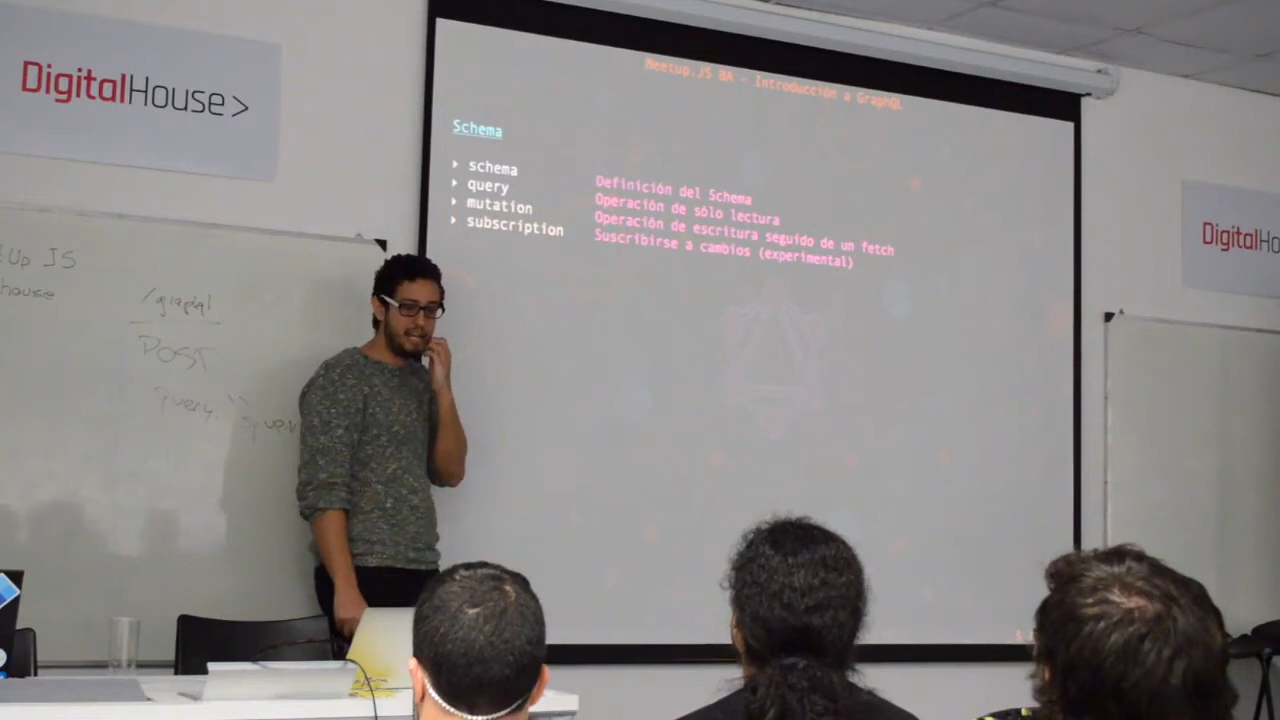 DigitalHouse>
Meetup.JS BA - Introducción a GraphQL
Schema
‣ schema Definición del Schema
‣ query Operación de sólo lectura
‣ mutation Operación de escritura seguido de un fetch
‣ subscription Suscribirse a cambios (experimental)
Up JS
house
/graphql
POST
query
DigitalHo